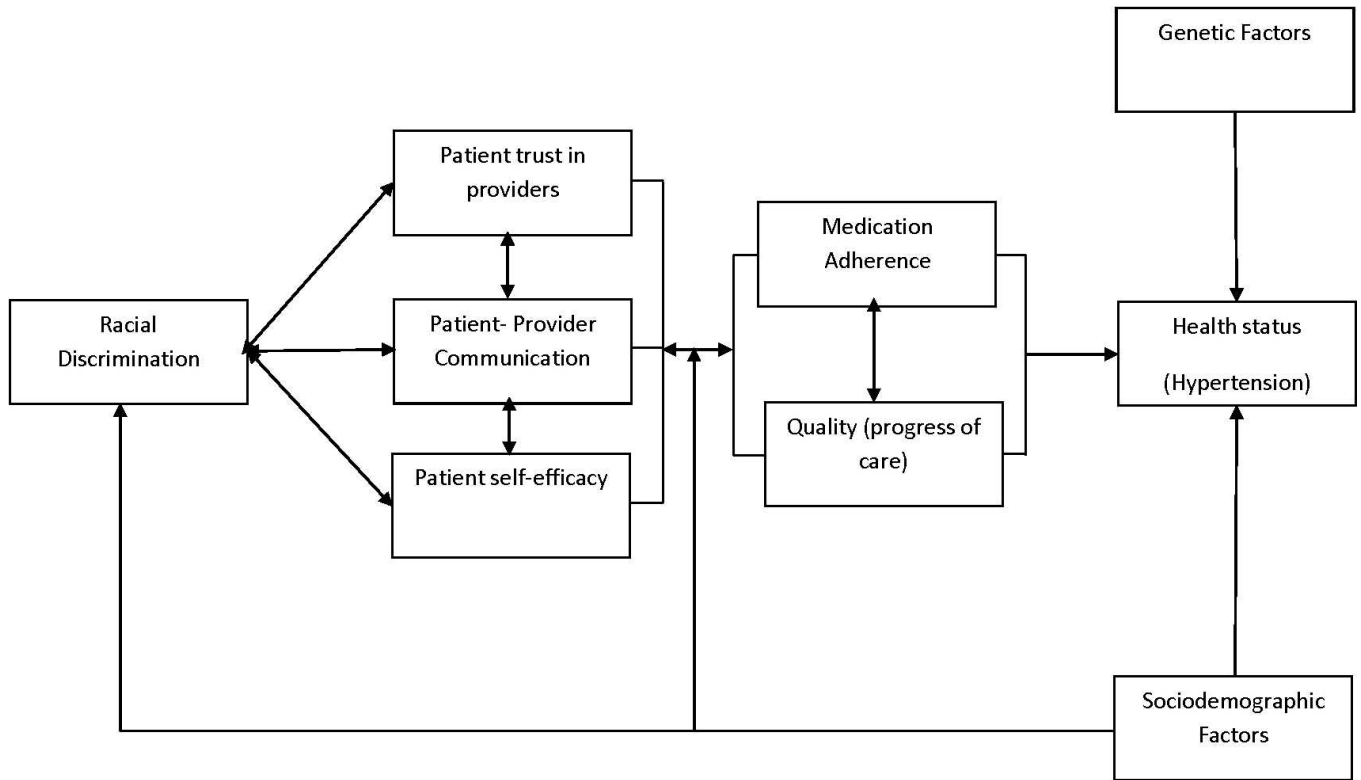 Genetic Factors
Patient trust in
providers
Medication
Adherence
Racial
Discrimination
Patient- Provider
Communication
Health status
(Hypertension)
Quality (progress of
care)
Patient self-efficacy
Sociodemographic
Factors